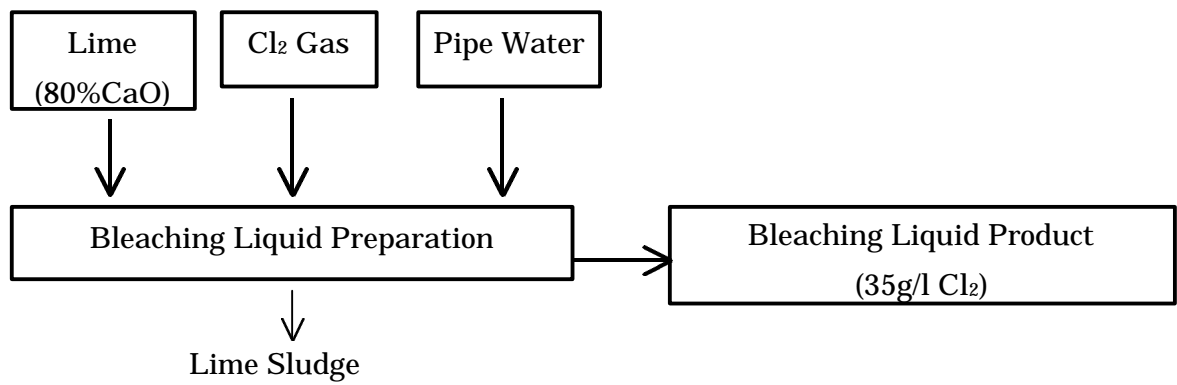 Lime
(80%CaO)
Cl₂ Gas
Pipe Water
Bleaching Liquid Preparation
Bleaching Liquid Product
(35g/l Cl₂)
Lime Sludge